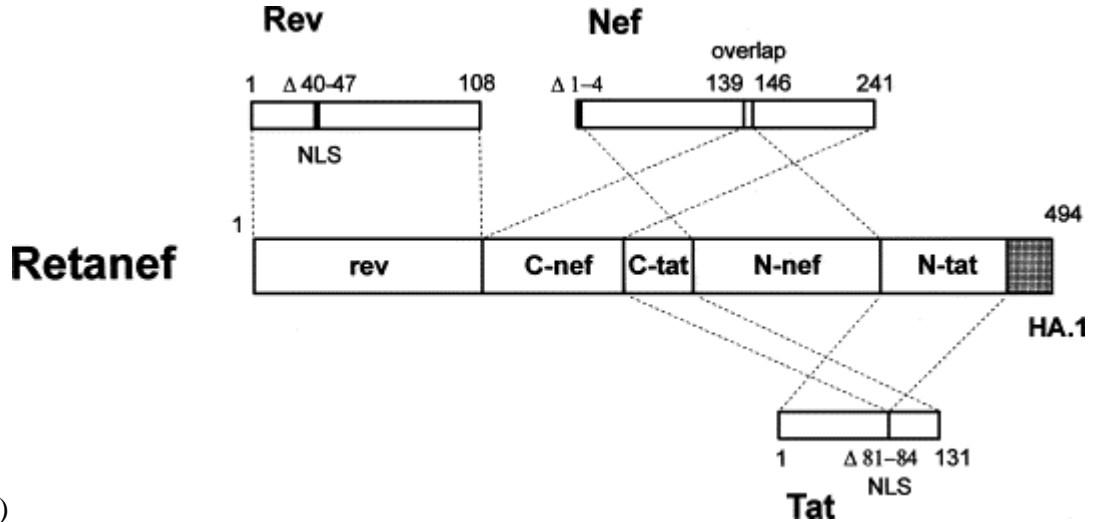 Rev
Nef
overlap
1 Δ 40-47 108
Δ 1–4 139 146 241
NLS
1 494
Retanef
rev C-nef C-tat N-nef N-tat
HA.1
1 Δ 81–84 131
NLS
Tat
)